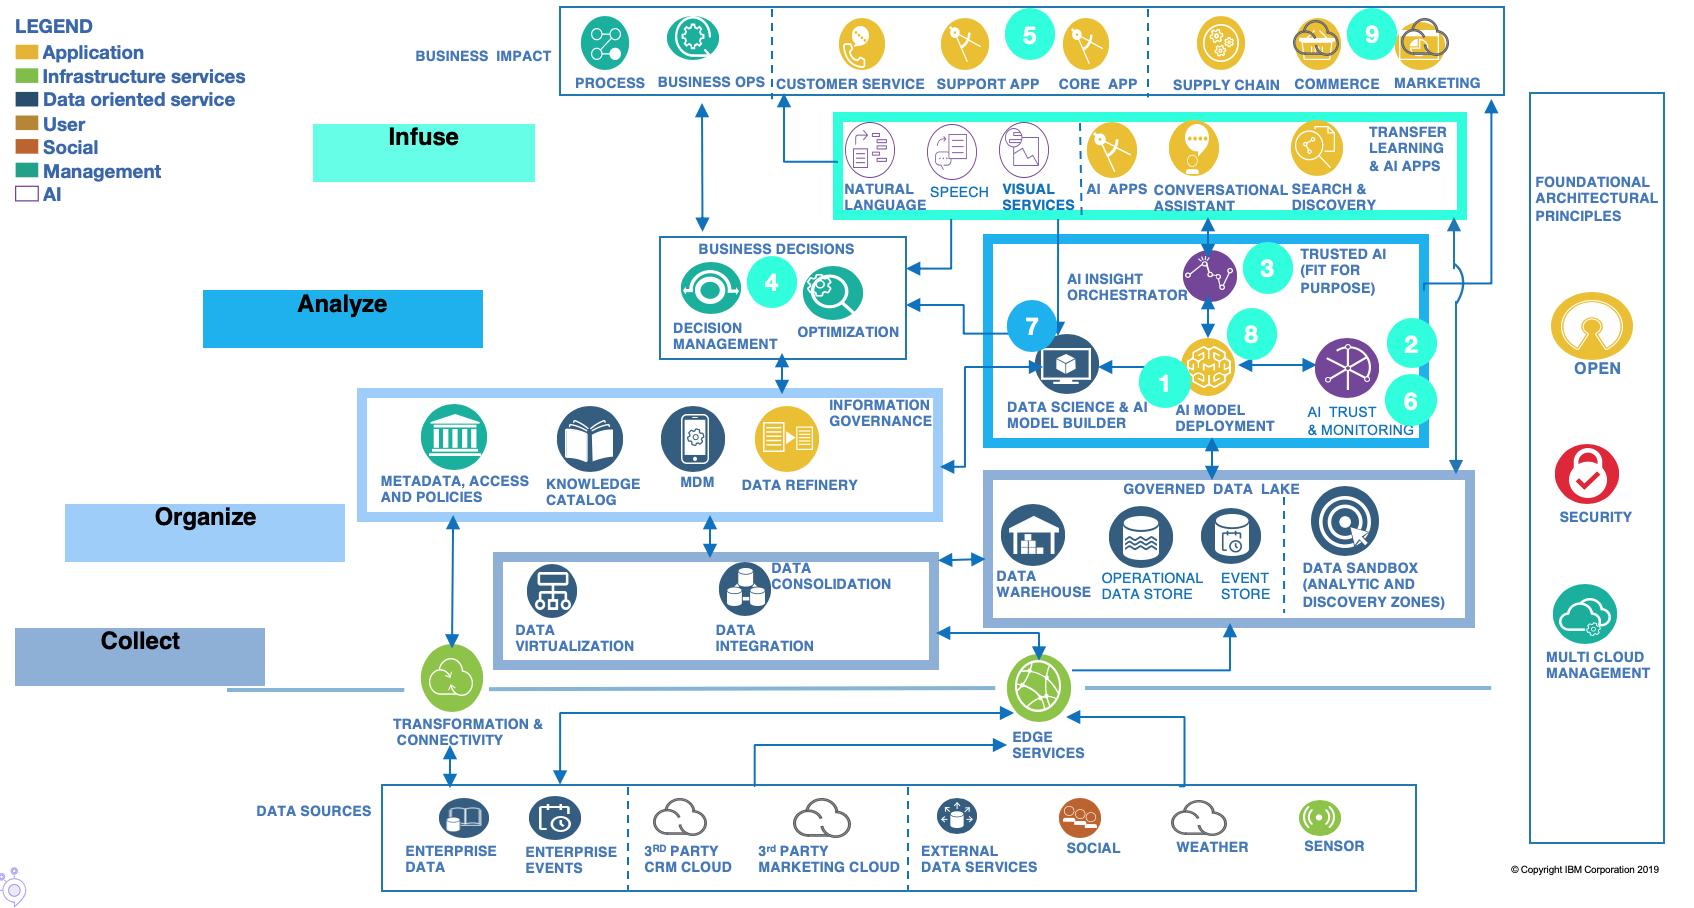 LEGEND
Application
Infrastructure services
Data oriented service
User
Social
Management
AI
BUSINESS IMPACT
PROCESS
BUSINESS OPS
CUSTOMER SERVICE
SUPPORT APP
5
CORE APP
SUPPLY CHAIN
COMMERCE
9
MARKETING
Infuse
NATURAL
LANGUAGE
SPEECH
VISUAL
SERVICES
AI APPS
CONVERSATIONAL
ASSISTANT
SEARCH &
DISCOVERY
TRANSFER
LEARNING
& AI APPS
Analyze
BUSINESS DECISIONS
4
DECISION
MANAGEMENT
OPTIMIZATION
AI INSIGHT
ORCHESTRATOR
3
TRUSTED AI
(FIT FOR
PURPOSE)
7
8
2
1
6
DATA SCIENCE & AI
MODEL BUILDER
AI MODEL
DEPLOYMENT
AI TRUST
& MONITORING
Organize
INFORMATION
GOVERNANCE
METADATA, ACCESS
AND POLICIES
KNOWLEDGE
CATALOG
MDM
DATA REFINERY
GOVERNED DATA LAKE
DATA
WAREHOUSE
OPERATIONAL
DATA STORE
EVENT
STORE
DATA SANDBOX
(ANALYTIC AND
DISCOVERY ZONES)
Collect
DATA
CONSOLIDATION
DATA
VIRTUALIZATION
DATA
INTEGRATION
TRANSFORMATION &
CONNECTIVITY
EDGE
SERVICES
DATA SOURCES
ENTERPRISE
DATA
ENTERPRISE
EVENTS
3RD PARTY
CRM CLOUD
3rd PARTY
MARKETING CLOUD
EXTERNAL
DATA SERVICES
SOCIAL
WEATHER
SENSOR
FOUNDATIONAL
ARCHITECTURAL
PRINCIPLES
OPEN
SECURITY
MULTI CLOUD
MANAGEMENT
© Copyright IBM Corporation 2019